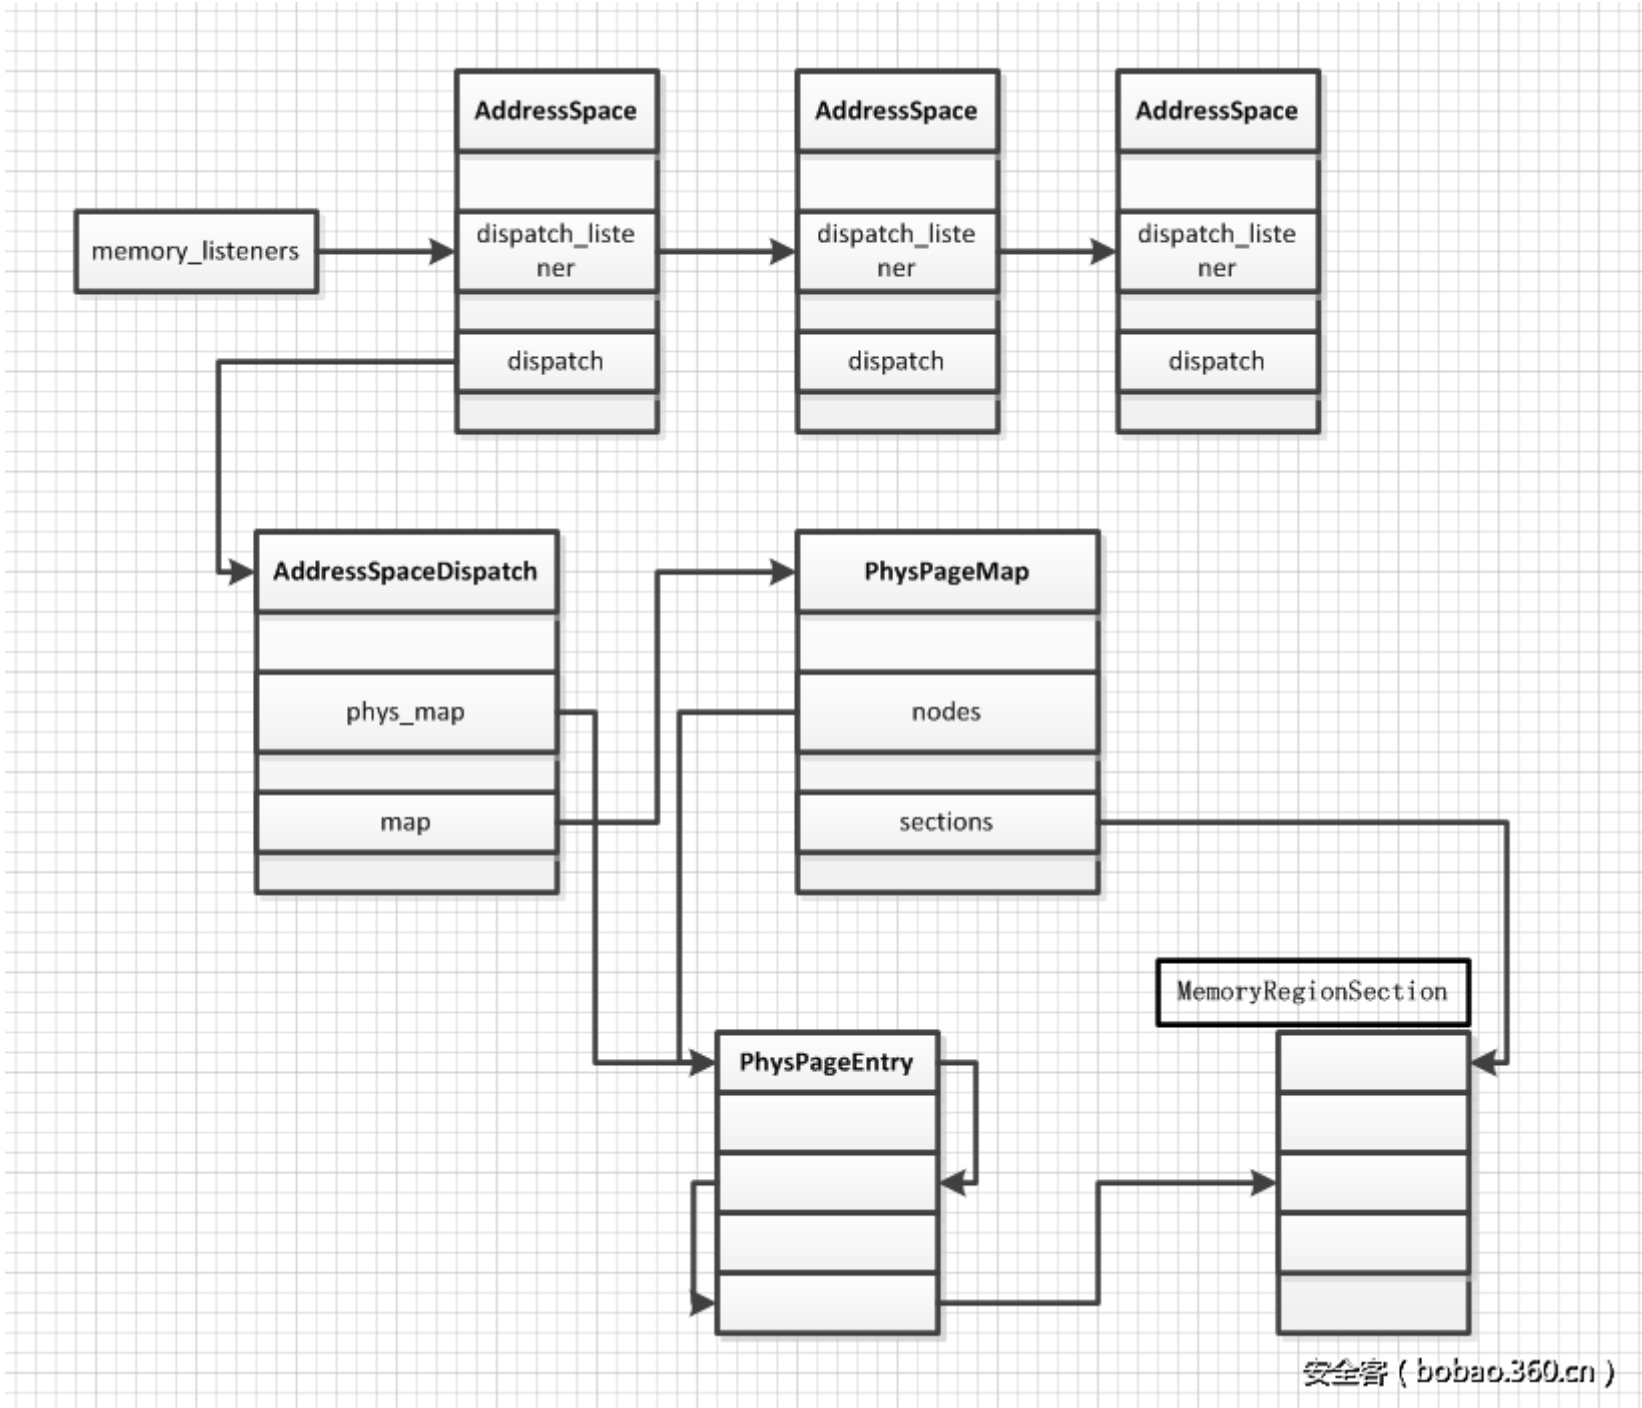 AddressSpace
AddressSpace
AddressSpace
memory_listeners
dispatch_liste
ner
dispatch_liste
ner
dispatch_liste
ner
dispatch
dispatch
dispatch
AddressSpaceDispatch
PhysPageMap
phys_map
nodes
map
sections
MemoryRegionSection
PhysPageEntry
安全客（bobao.360.cn）